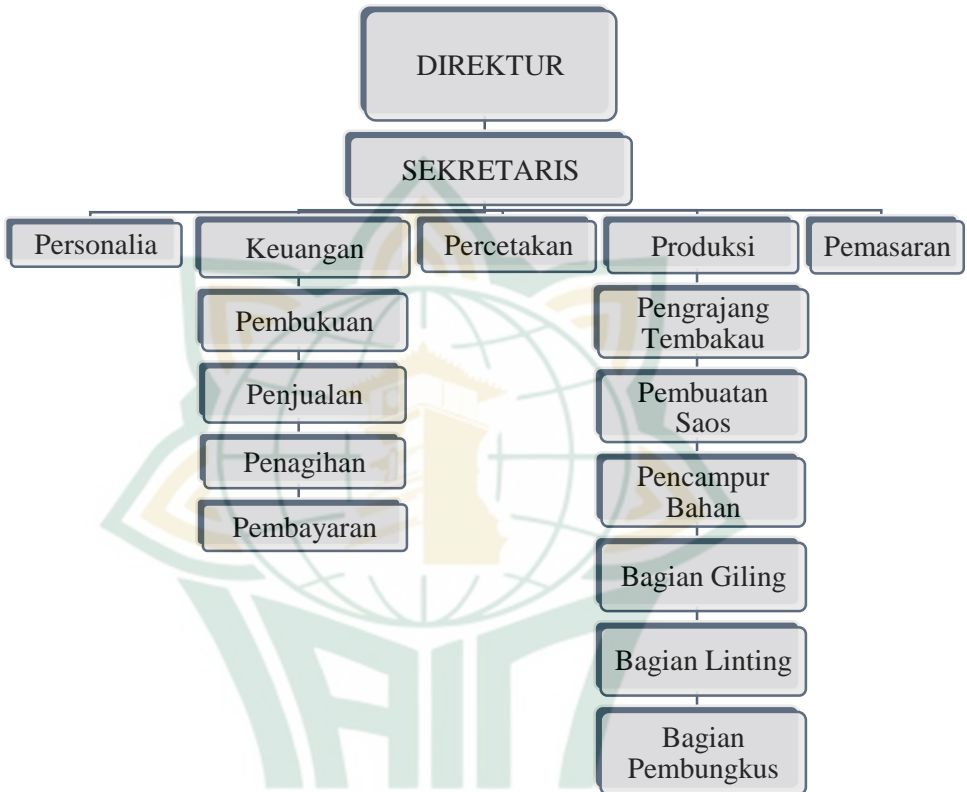 DIREKTUR
SEKRETARIS
Personalia
Keuangan
Percetakan
Produksi
Pemasaran
Pembukuan
Penjualan
Penagihan
Pembayaran
Pengrajang
Tembakau
Pembuatan
Saos
Pencampur
Bahan
Bagian Giling
Bagian Linting
Bagian
Pembungkus
IAIN